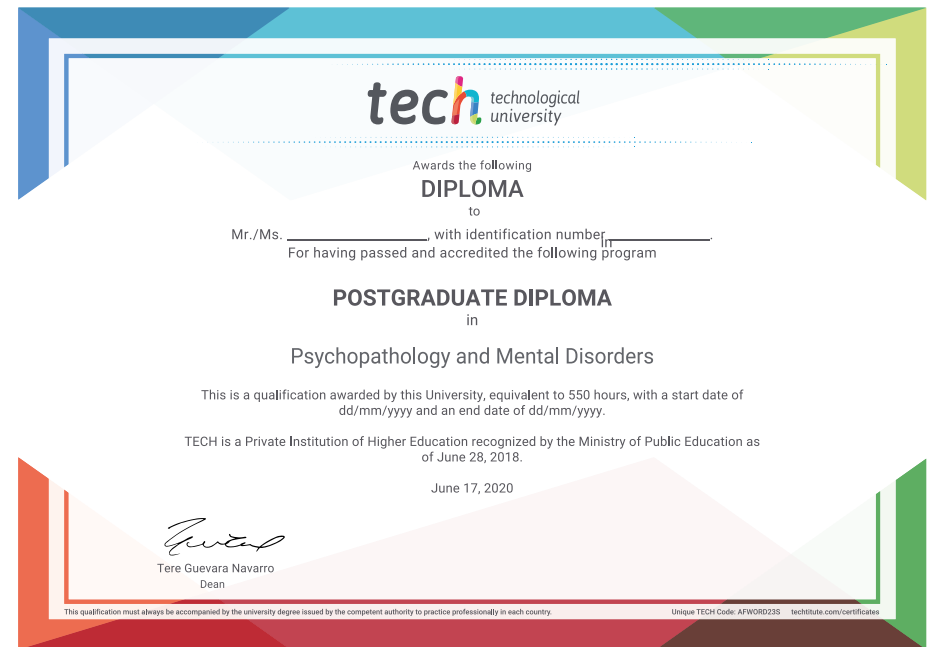 tech technological
university
Awards the following
DIPLOMA
to
Mr./Ms. ____________, with identification number_________.
In
For having passed and accredited the following program
POSTGRADUATE DIPLOMA
in
Psychopathology and Mental Disorders
This is a qualification awarded by this University, equivalent to 550 hours, with a start date of
dd/mm/yyyy and an end date of dd/mm/yyyy.
TECH is a Private Institution of Higher Education recognized by the Ministry of Public Education as
of June 28, 2018.
June 17, 2020
Tere Guevara Navarro
Dean
This qualification must always be accompanied by the university degree issued by the competent authority to practice professionally in each country. Unique TECH Code: AFWORD23S techtitute.com/certificates